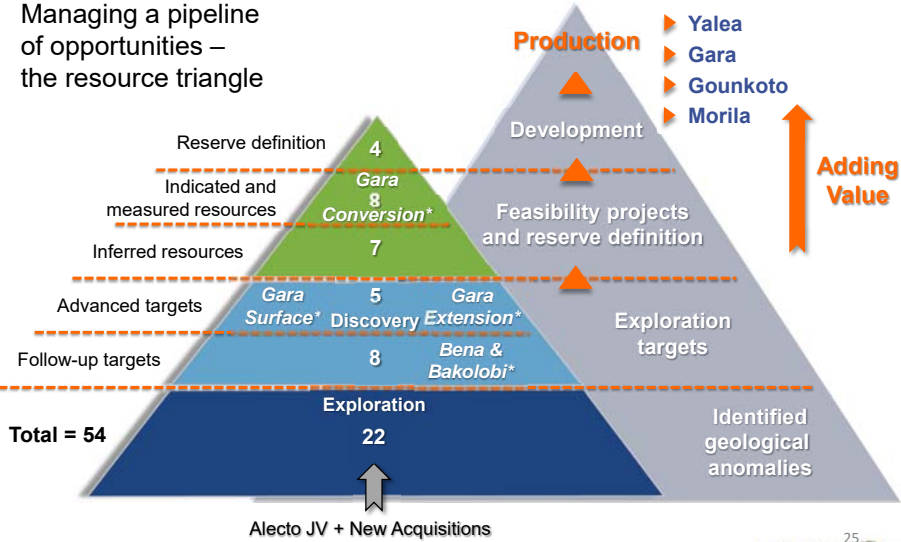 Managing a pipeline
of opportunities –
the resource triangle
Production
Yalea
Gara
Gounkoto
Morila
Adding
Value
Development
Feasibility projects
and reserve definition
Exploration
targets
Identified
geological
anomalies
Reserve definition
4
Indicated and
measured resources
Gara
8
Conversion*
Inferred resources
7
Advanced targets
Gara
Surface*
5
Discovery
Gara
Extension*
Follow-up targets
8
Bena &
Bakolobi*
Exploration
Total = 54
22
Alecto JV + New Acquisitions
25